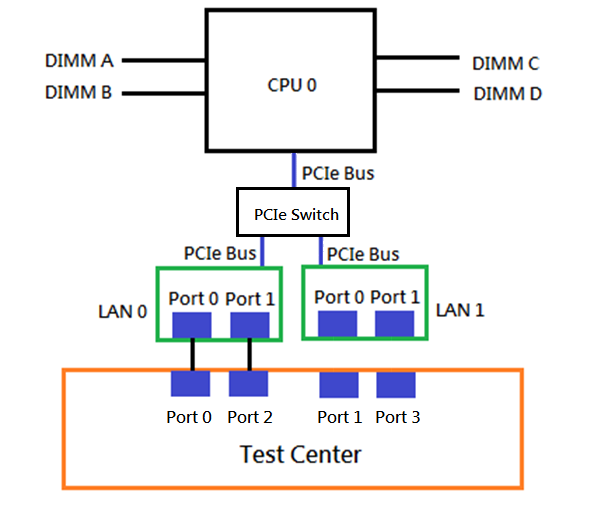 DIMM A
DIMM B
CPU 0
DIMM C
DIMM D
PCIe Bus
PCIe Switch
PCIe Bus
PCIe Bus
LAN 0
Port 0 Port 1
Port 0 Port 1
LAN 1
Port 0 Port 2 Port 1 Port 3
Test Center